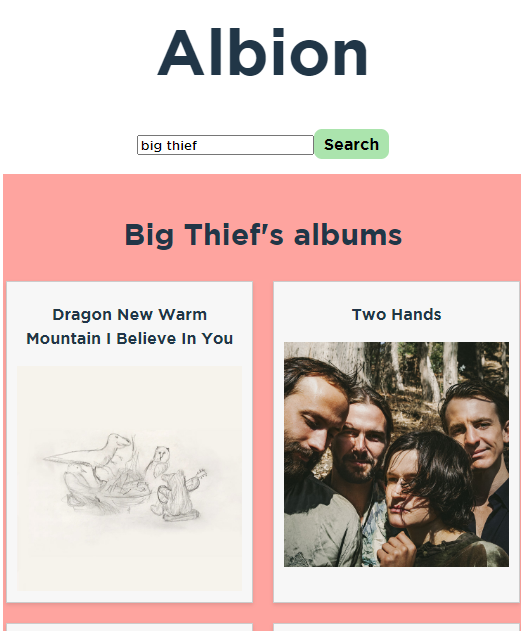 Albion
big thief
Search
Big Thief's albums
Dragon New Warm
Mountain I Believe In You
Two Hands